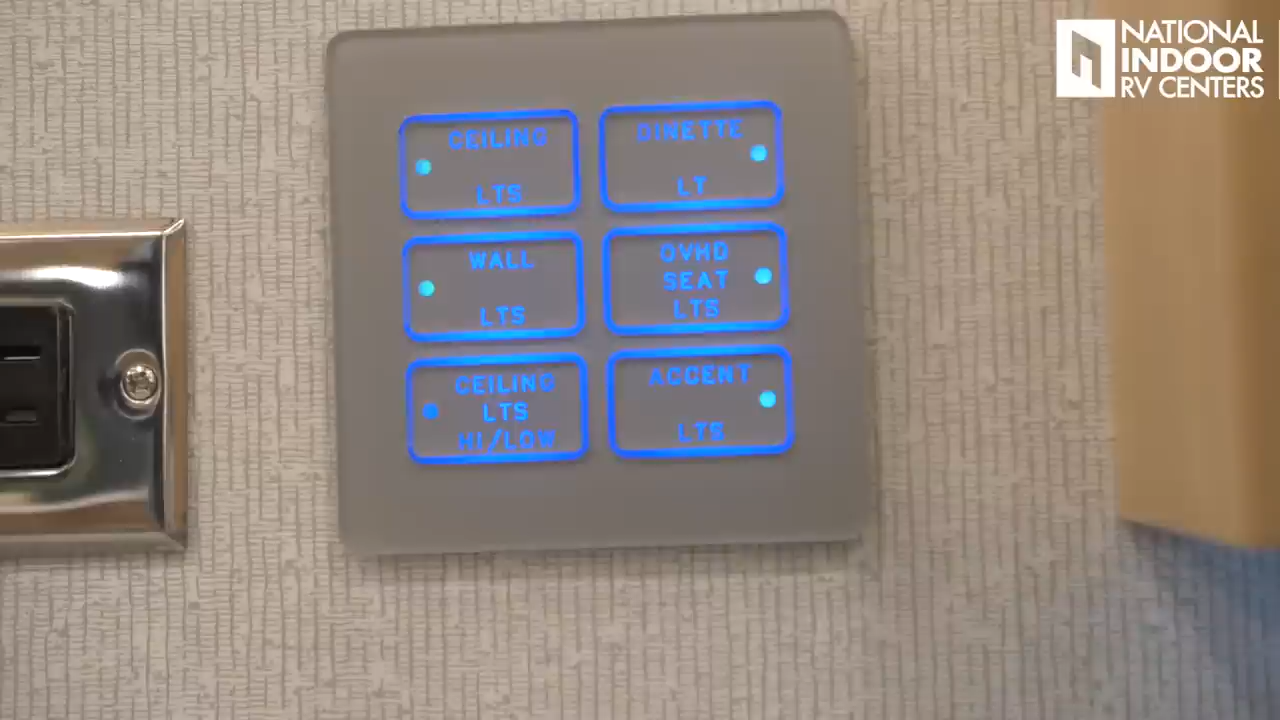 NATIONAL
INDOOR
RV CENTERS
CEILING
LTS
DINETTE
LT
WALL
LTS
OVHD
SEAT
LTS
CEILING
LTS
HI/LOW
ACCENT
LTS